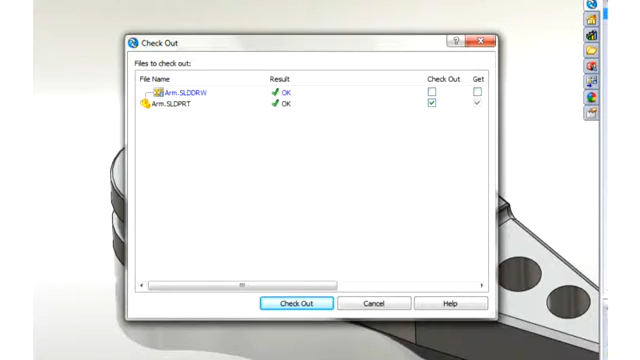 Check Out
?
Files to check out:
File Name Result Check Out Get
Arm.SLDDRW OK
Arm.SLDPRT OK
Check Out Cancel Help